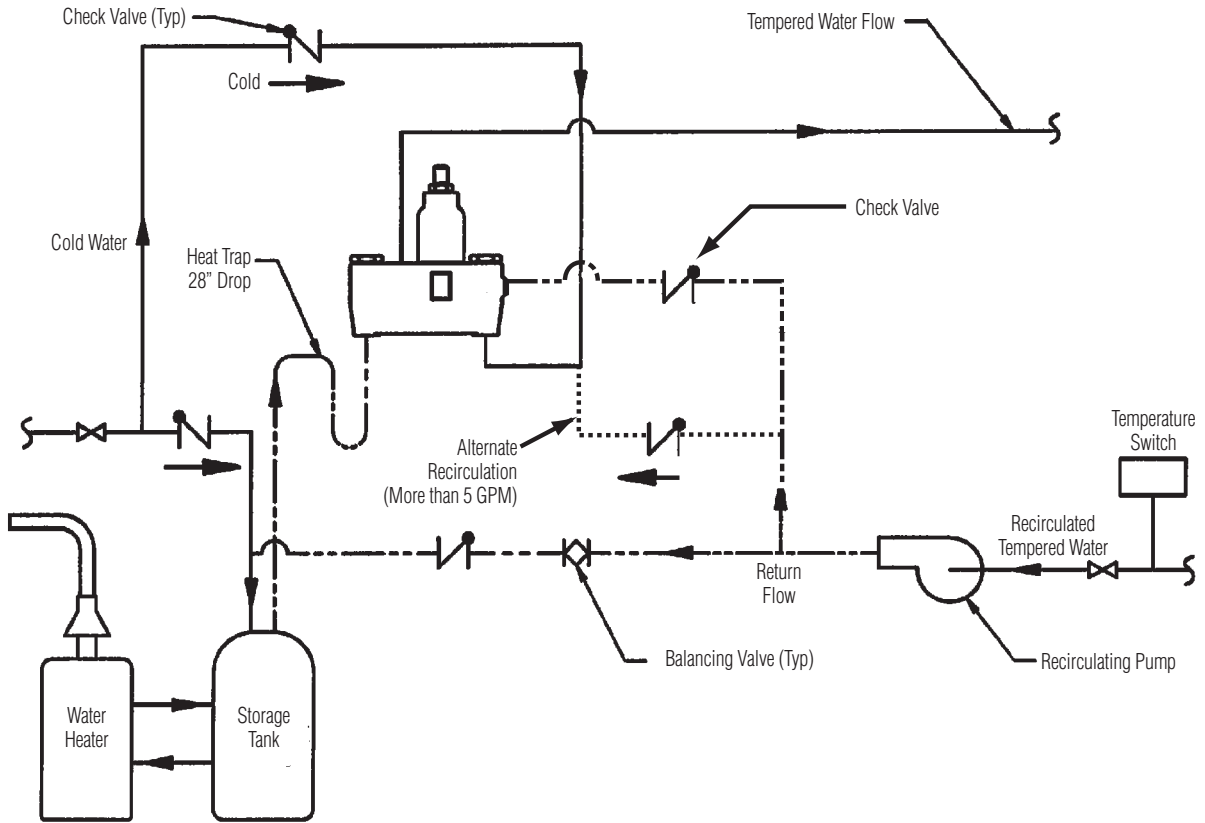 Check Valve (Typ)
Tempered Water Flow
Cold
Check Valve
Cold Water
Heat Trap
28” Drop
Temperature
Switch
Alternate
Recirculation
(More than 5 GPM)
Recirculated
Tempered Water
Return
Flow
Balancing Valve (Typ)
Recirculating Pump
Water
Heater
Storage
Tank